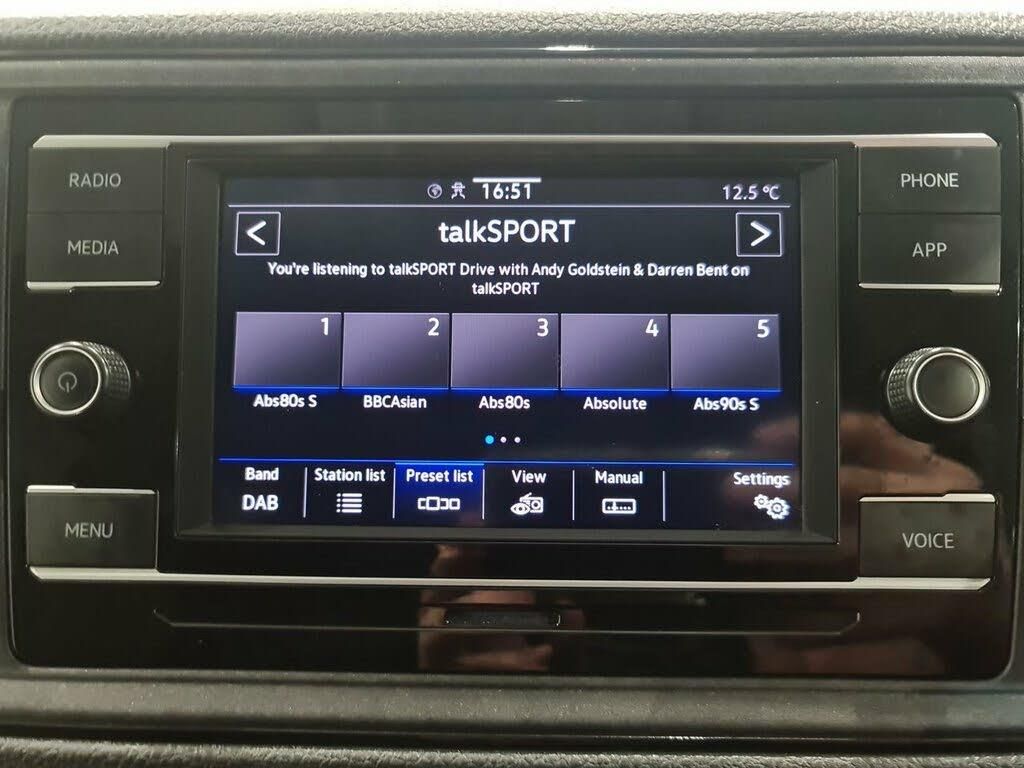 RADIO
MEDIA
MENU
16:51
12.5 °C
< talkSPORT >
You're listening to talkSPORT Drive with Andy Goldstein & Darren Bent on
talkSPORT
1 2 3 4 5
Abs80s S BBCAsian Abs80s Absolute Abs90s S
Band Station list Preset list View Manual Settings
DAB
PHONE
APP
VOICE